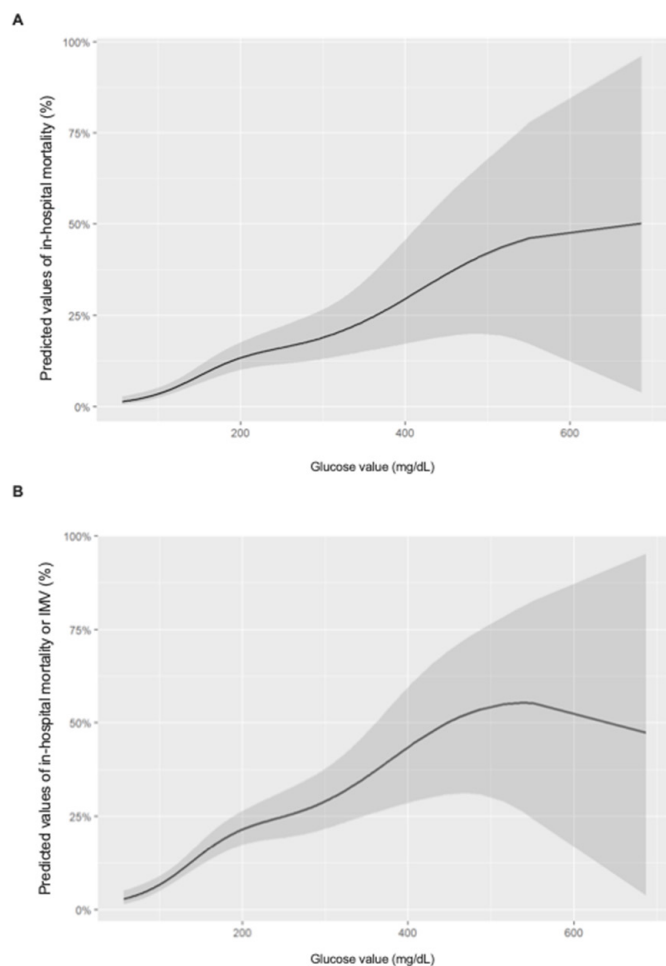 A
Predicted values of in-hospital mortality (%)
100%
75%
50%
25%
0%
200
400
600
Glucose value (mg/dL)
B
Predicted values of in-hospital mortality or IMV (%)
100%
75%
50%
25%
0%
200
400
600
Glucose value (mg/dL)